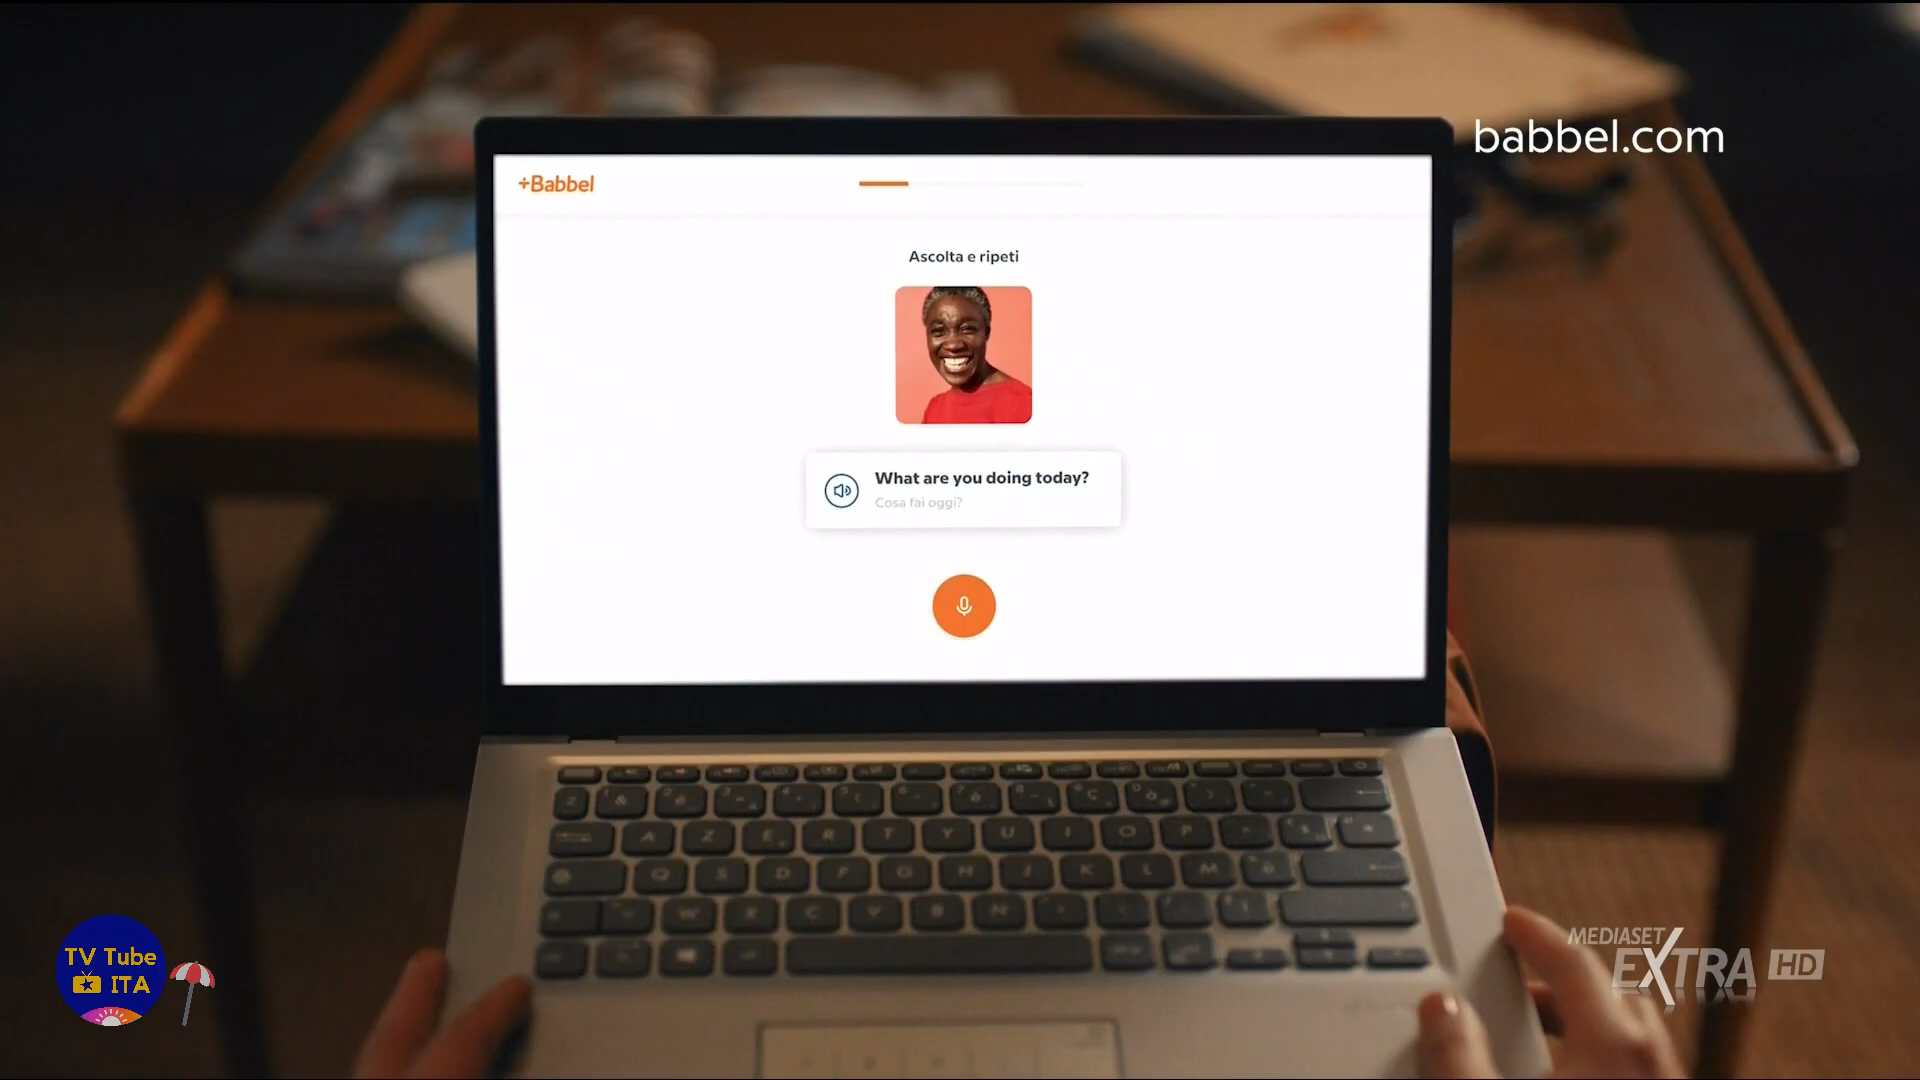 babbel.com
+Babbel
Ascolta e ripeti
What are you doing today?
Cosa fai oggi?
A Z E R T Y U I O P
Q S D F G H J K L M
W X C V B N
TV Tube
ITA
MEDIASET
EXTRA HD